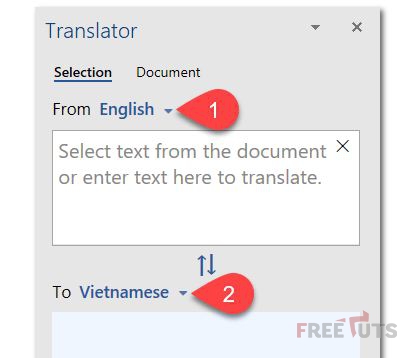 Translator
Selection Document
From English
1
Select text from the document
or enter text here to translate.
To Vietnamese
2
FREETUTS